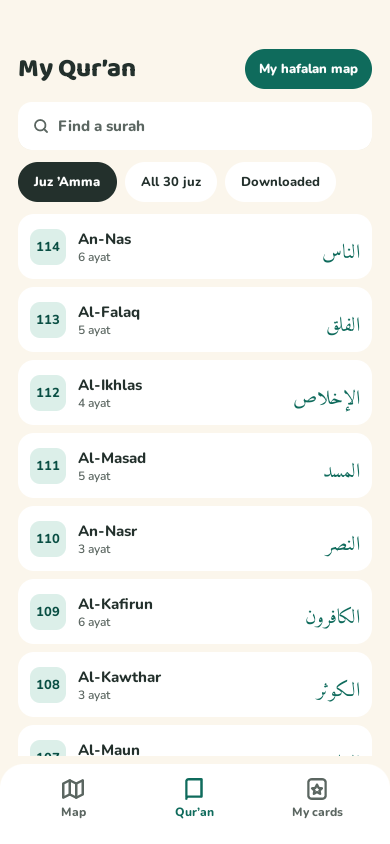 My Qur’an
My hafalan map
Find a surah
Juz ’Amma
All 30 juz
Downloaded
114
An-Nas
6 ayat
الناس
113
Al-Falaq
5 ayat
الفلق
112
Al-Ikhlas
4 ayat
الإخلاص
111
Al-Masad
5 ayat
المسد
110
An-Nasr
3 ayat
النصر
109
Al-Kafirun
6 ayat
الكافرون
108
Al-Kawthar
3 ayat
الكوثر
107
Al-Maun
Map
Qur’an
My cards